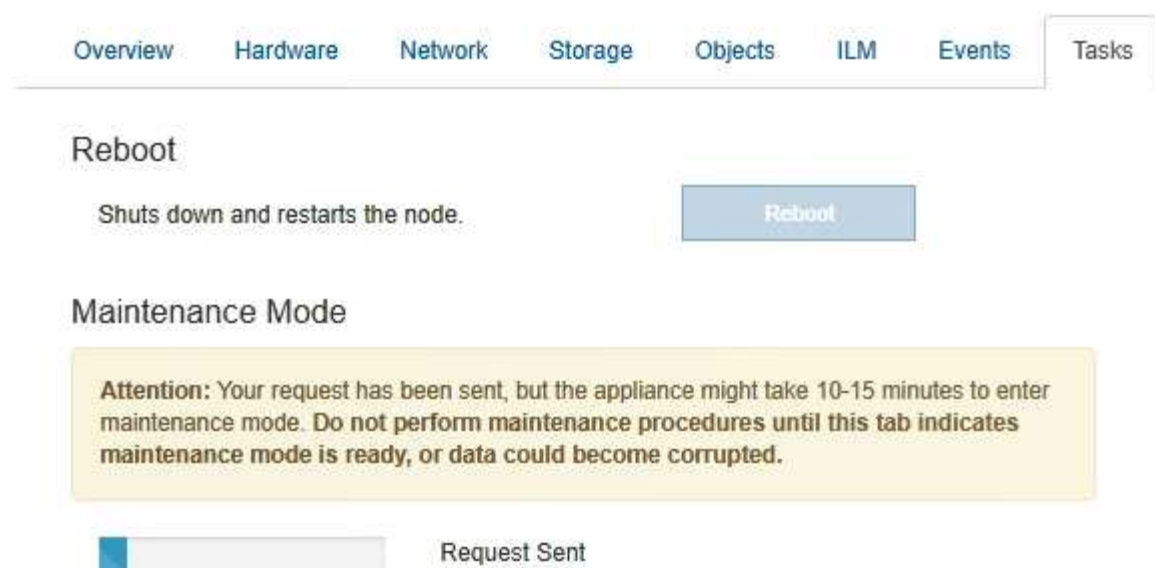 Overview Hardware Network Storage Objects ILM Events Tasks
Reboot
Shuts down and restarts the node. Reboot
Maintenance Mode
Attention: Your request has been sent, but the appliance might take 10-15 minutes to enter
maintenance mode. Do not perform maintenance procedures until this tab indicates
maintenance mode is ready, or data could become corrupted.
Request Sent